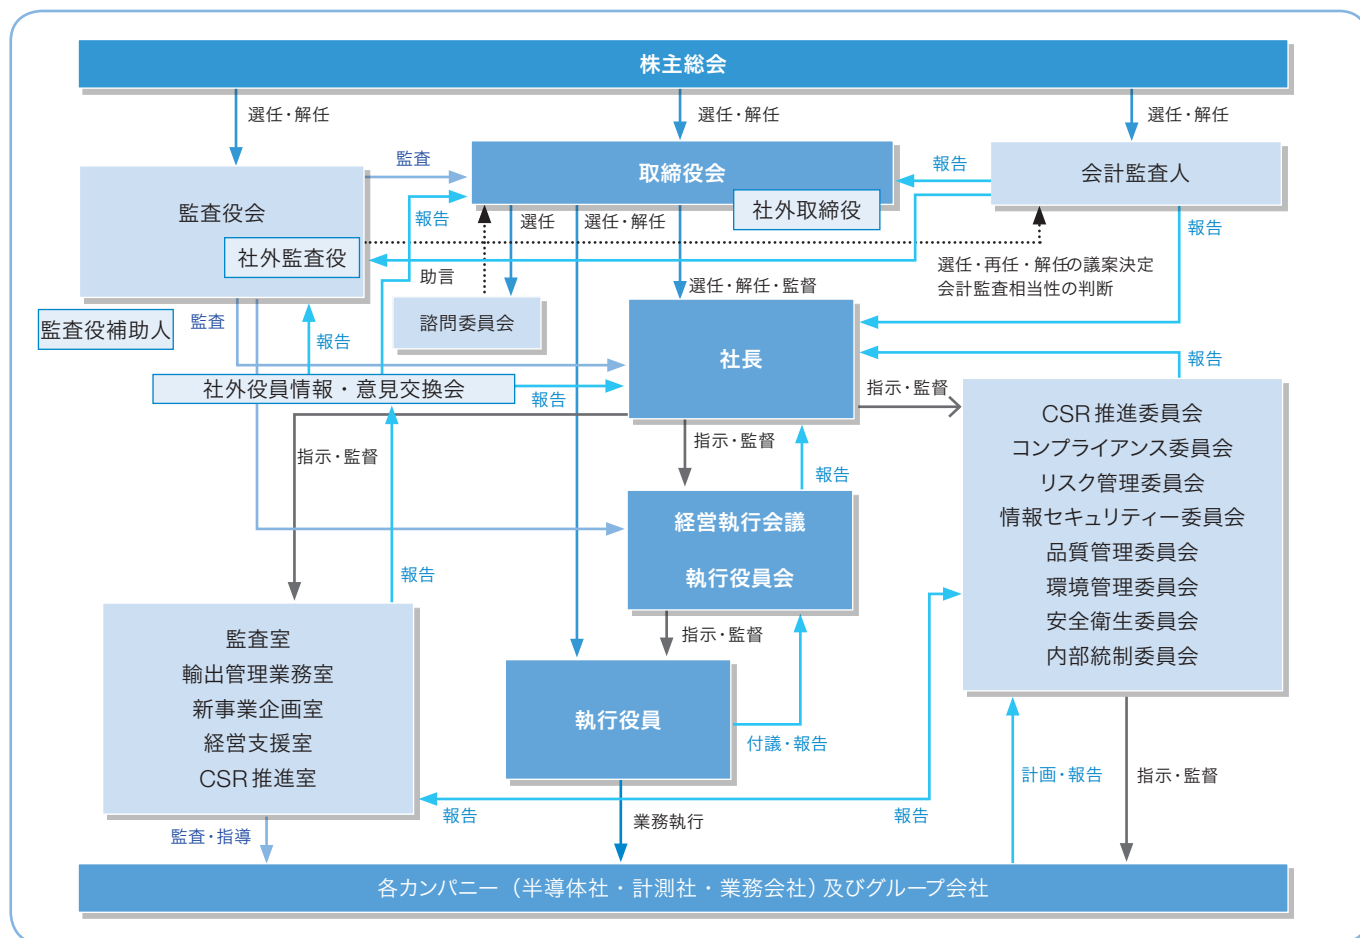 株主総会
選任・解任
選任・解任
選任・解任
監査役会
社外監査役
監査役補助人
監査
取締役会
社外取締役
報告
会計監査人
報告
選任
選任・解任
報告
助言
諮問委員会
選任・解任・監督
選任・再任・解任の議案決定
会計監査相当性の判断
監査
報告
社長
報告
社外役員情報・意見交換会
報告
指示・監督
指示・監督
指示・監督
報告
CSR推進委員会
コンプライアンス委員会
リスク管理委員会
情報セキュリティー委員会
品質管理委員会
環境管理委員会
安全衛生委員会
内部統制委員会
経営執行会議
執行役員会
報告
指示・監督
監査室
輸出管理業務室
新事業企画室
経営支援室
CSR推進室
執行役員
付議・報告
計画・報告
指示・監督
報告
報告
監査・指導
業務執行
各カンパニー（半導体社・計測社・業務会社）及びグループ会社